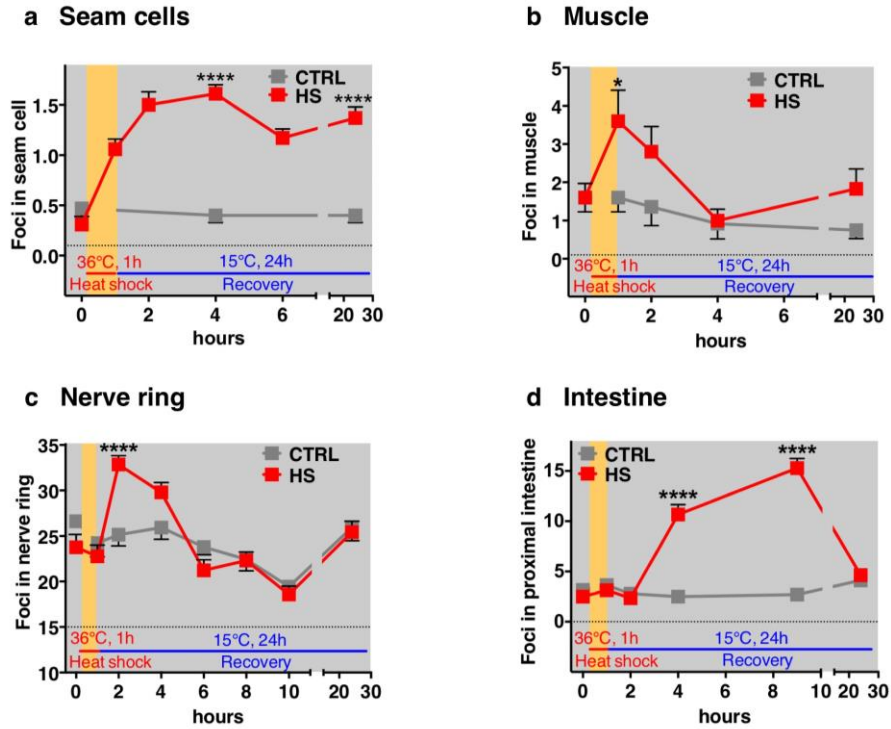 a Seam cells
CTRL
HS
****
****
Foci in seam cell
1.5
1.0
0.5
0.0
36°C, 1h
15°C, 24h
Heat shock
Recovery
0 2 4 6 20 30
hours
b Muscle
CTRL
HS
*
Foci in muscle
5
4
3
2
1
0
36°C, 1h
15°C, 24h
Heat shock
Recovery
0 2 4 6 20 30
hours
c Nerve ring
CTRL
HS
****
Foci in nerve ring
35
30
25
20
15
10
36°C, 1h
15°C, 24h
Heat shock
Recovery
0 2 4 6 8 10 20 30
hours
d Intestine
CTRL
HS
****
****
Foci in proximal intestine
15
10
5
0
36°C, 1h
15°C, 24h
Heat shock
Recovery
0 2 4 6 8 10 20 30
hours